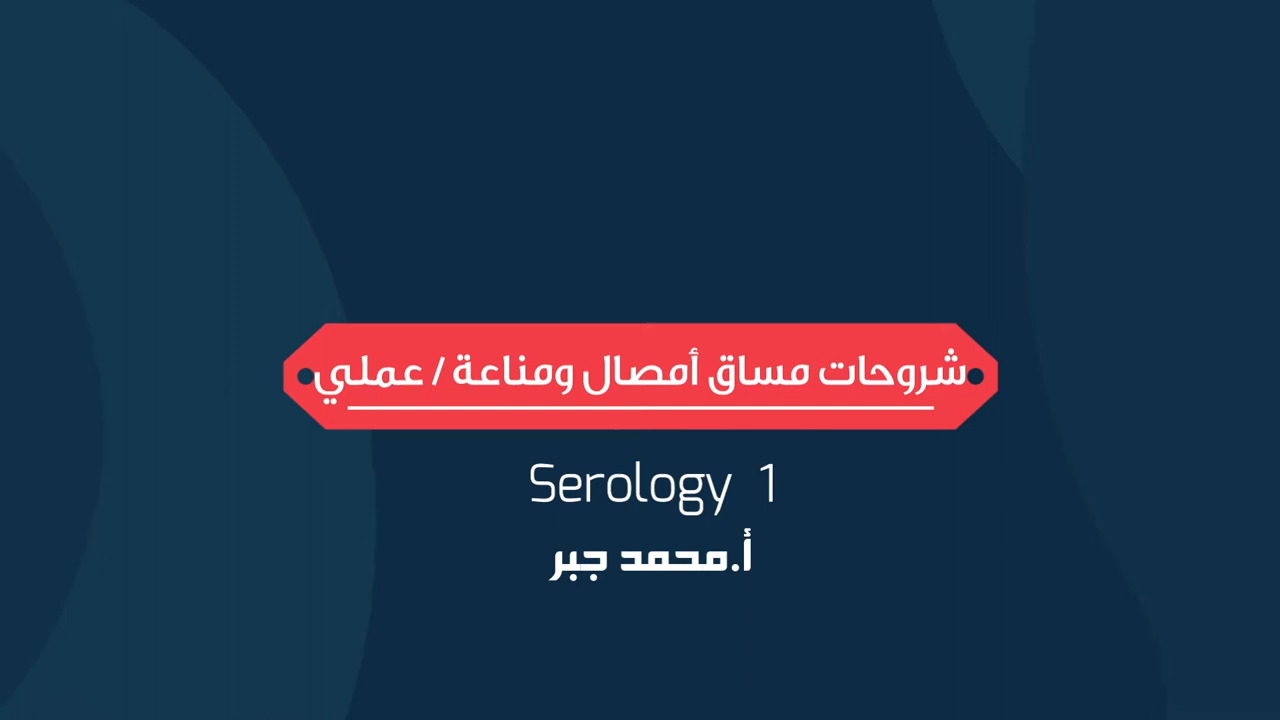 شروحات مساق أمصال ومناعة / عملي
Serology 1
أ.محمد جبر